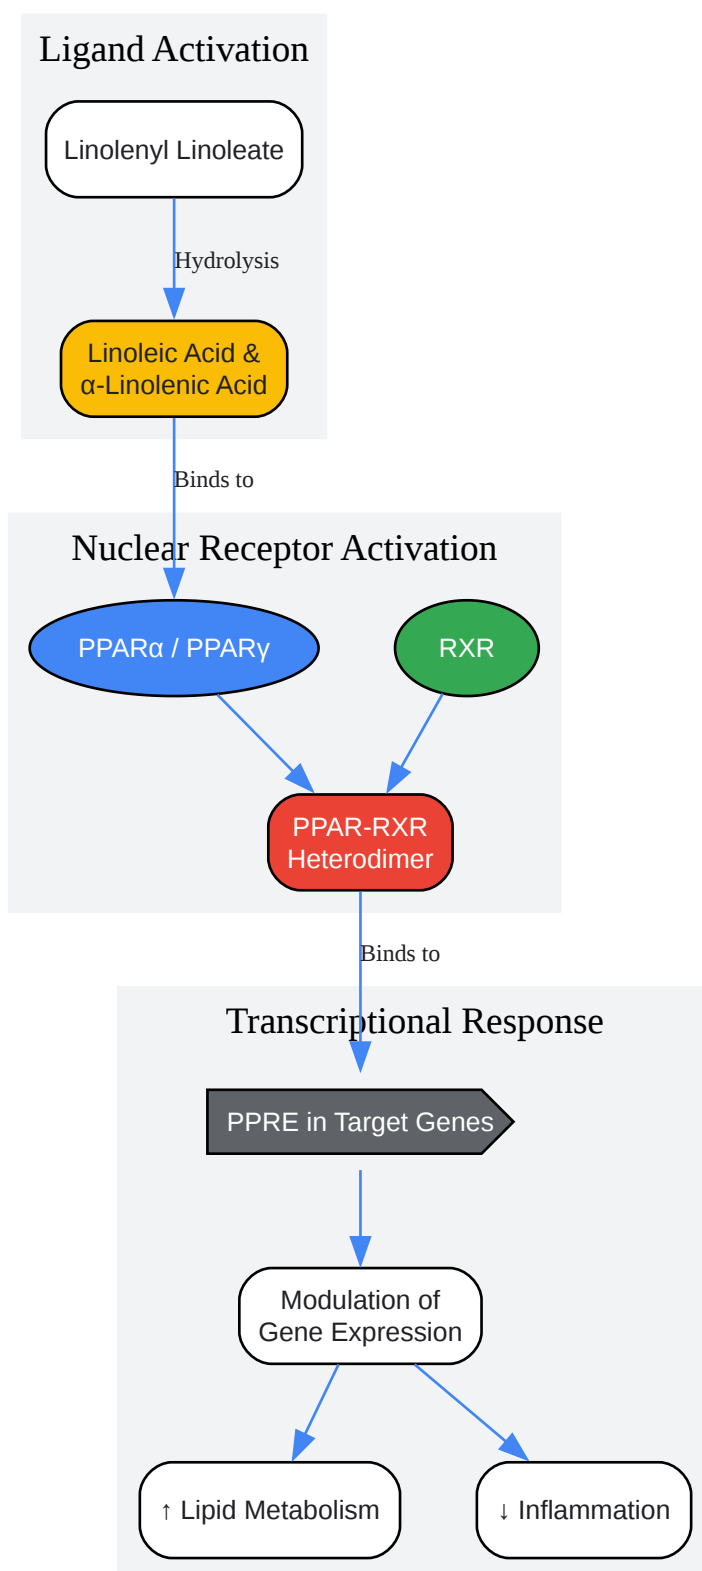 Ligand Activation
Linolenyl Linoleate
Hydrolysis
Linoleic Acid &
α-Linolenic Acid
Binds to
Nuclear Receptor Activation
PPARα / PPARγ
RXR
PPAR-RXR
Heterodimer
Binds to
Transcriptional Response
PPRE in Target Genes
Modulation of
Gene Expression
↑ Lipid Metabolism
↓ Inflammation